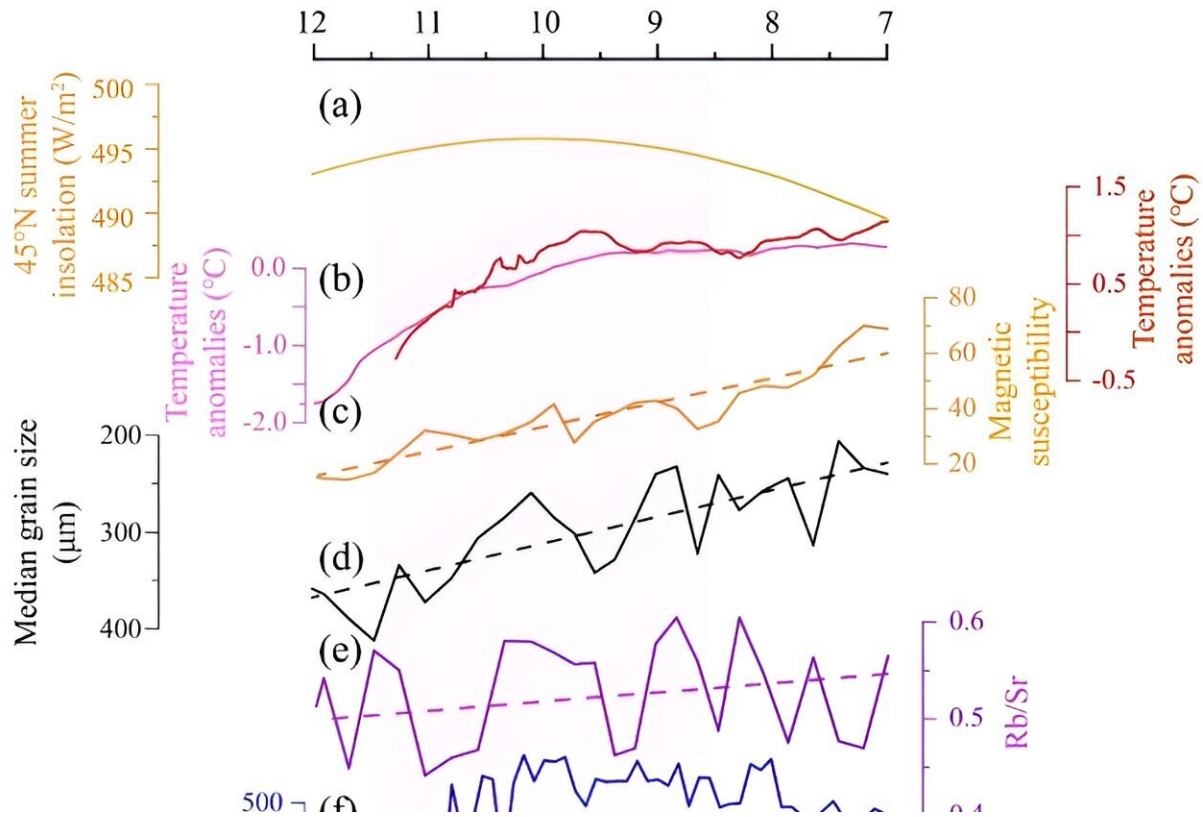 12 11 10 9 8 7
(a)
45°N summer
insolation (W/m²)
500
495
490
485
(b)
Temperature
anomalies (°C)
0.0
-1.0
-2.0
Temperature
anomalies (°C)
1.5
0.5
-0.5
(c)
80
60
40
20
Magnetic
susceptibility
(d)
Median grain size
(μm)
200
300
400
(e)
0.6
0.5
0.4
Rb/Sr
(f)
500